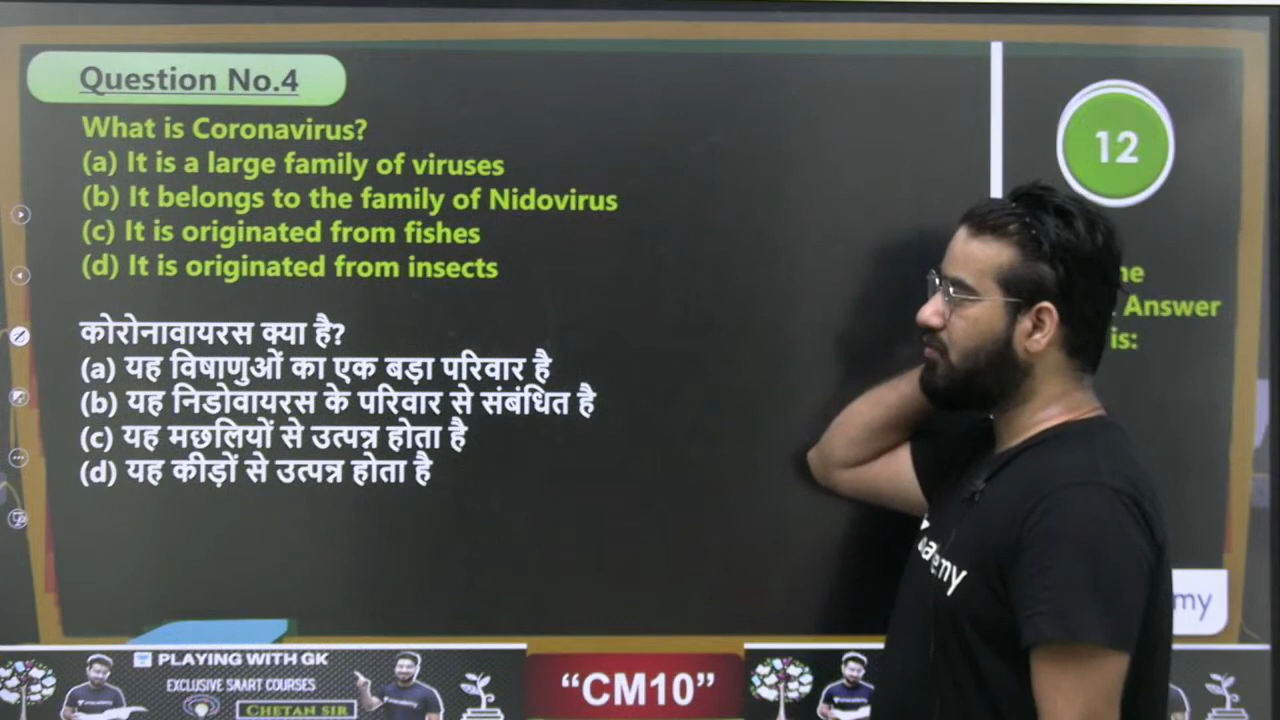 Question No.4
What is Coronavirus?
(a) It is a large family of viruses
(b) It belongs to the family of Nidovirus
(c) It is originated from fishes
(d) It is originated from insects
कोरोनावायरस क्या है?
(a) यह विषाणुओं का एक बड़ा परिवार है
(b) यह निडोवायरस के परिवार से संबंधित है
(c) यह मछलियों से उत्पन्न होता है
(d) यह कीड़ों से उत्पन्न होता है
12
Answer
is:
PLAYING WITH GK
EXCLUSIVE SMART COURSES
CHETAN SIR
“CM10”